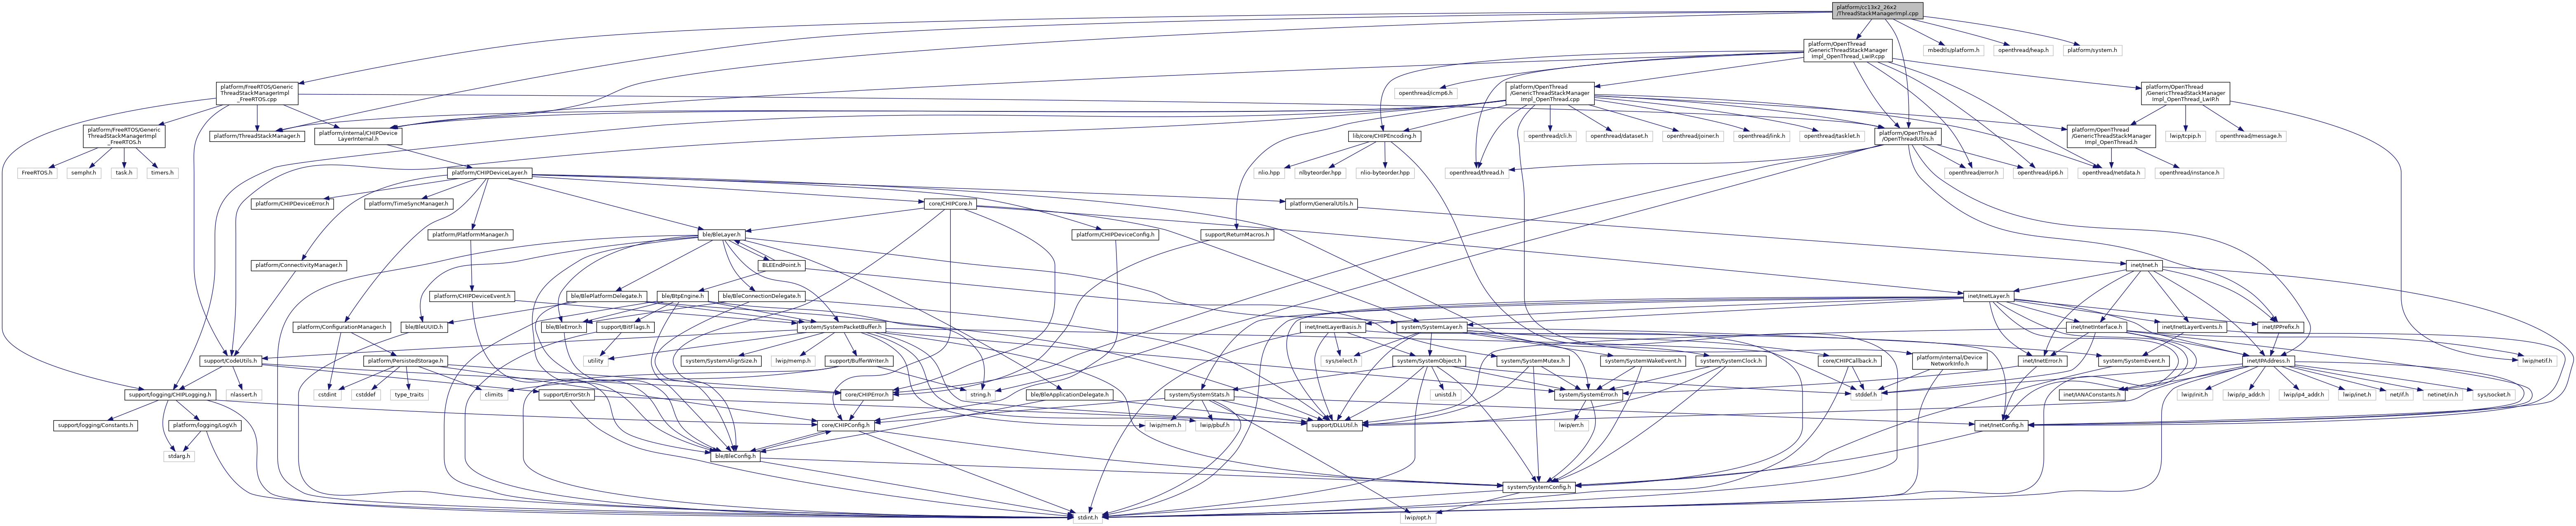 platform/cc13x2_26x2
/ThreadStackManagerImpl.cpp
platform/OpenThread
/GenericThreadStackManager
Impl_OpenThread_LwIP.cpp
mbedtls/platform.h
openthread/heap.h
platform/system.h
platform/FreeRTOS/Generic
ThreadStackManagerImpl
_FreeRTOS.cpp
openthread/icmp6.h
platform/OpenThread
/GenericThreadStackManager
Impl_OpenThread.cpp
platform/OpenThread
/GenericThreadStackManager
Impl_OpenThread_LwIP.h
platform/FreeRTOS/Generic
ThreadStackManagerImpl
_FreeRTOS.h
platform/ThreadStackManager.h
platform/internal/CHIPDevice
LayerInternal.h
lib/core/CHIPEncoding.h
openthread/cli.h
openthread/dataset.h
openthread/joiner.h
openthread/link.h
openthread/tasklet.h
platform/OpenThread
/OpenThreadUtils.h
platform/OpenThread
/GenericThreadStackManager
Impl_OpenThread.h
lwip/tcpip.h
openthread/message.h
FreeRTOS.h
semphr.h
task.h
timers.h
platform/CHIPDeviceLayer.h
nlio.hpp
nlbyteorder.hpp
nlio-byteorder.hpp
openthread/thread.h
openthread/error.h
openthread/ip6.h
openthread/netdata.h
openthread/instance.h
platform/CHIPDeviceError.h
platform/TimeSyncManager.h
core/CHIPCore.h
platform/GeneralUtils.h
platform/PlatformManager.h
ble/BleLayer.h
platform/CHIPDeviceConfig.h
support/ReturnMacros.h
platform/ConnectivityManager.h
BLEEndPoint.h
inet/Inet.h
platform/CHIPDeviceEvent.h
ble/BlePlatformDelegate.h
ble/BtpEngine.h
ble/BleConnectionDelegate.h
inet/InetLayer.h
platform/ConfigurationManager.h
ble/BleUUID.h
ble/BleError.h
support/BitFlags.h
system/SystemPacketBuffer.h
inet/InetLayerBasis.h
system/SystemLayer.h
inet/InetInterface.h
inet/InetLayerEvents.h
inet/IPPrefix.h
support/CodeUtils.h
platform/PersistedStorage.h
utility
system/SystemAlignSize.h
lwip/memp.h
support/BufferWriter.h
sys/select.h
system/SystemObject.h
system/SystemMutex.h
system/SystemWakeEvent.h
system/SystemClock.h
core/CHIPCallback.h
platform/internal/Device
NetworkInfo.h
inet/InetError.h
system/SystemEvent.h
inet/IPAddress.h
lwip/netif.h
support/logging/CHIPLogging.h
nlassert.h
cstdint
cstddef
type_traits
climits
support/ErrorStr.h
core/CHIPError.h
string.h
ble/BleApplicationDelegate.h
system/SystemStats.h
unistd.h
system/SystemError.h
stddef.h
inet/IANAConstants.h
lwip/init.h
lwip/ip_addr.h
lwip/ip4_addr.h
lwip/inet.h
net/if.h
netinet/in.h
sys/socket.h
support/logging/Constants.h
platform/logging/LogV.h
core/CHIPConfig.h
lwip/mem.h
lwip/pbuf.h
support/DLLUtil.h
lwip/err.h
inet/InetConfig.h
stdarg.h
ble/BleConfig.h
system/SystemConfig.h
stdint.h
lwip/opt.h